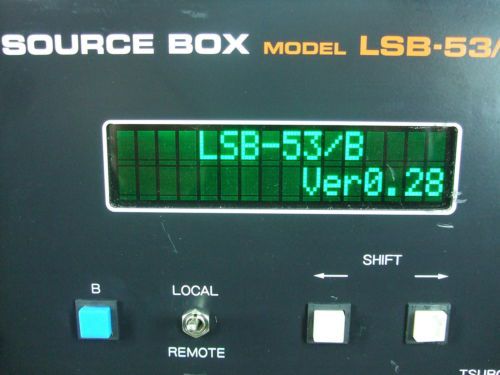 SOURCE BOX MODEL LSB-53/
LSB-53/B
Ver0.28
SHIFT
B
LOCAL
REMOTE